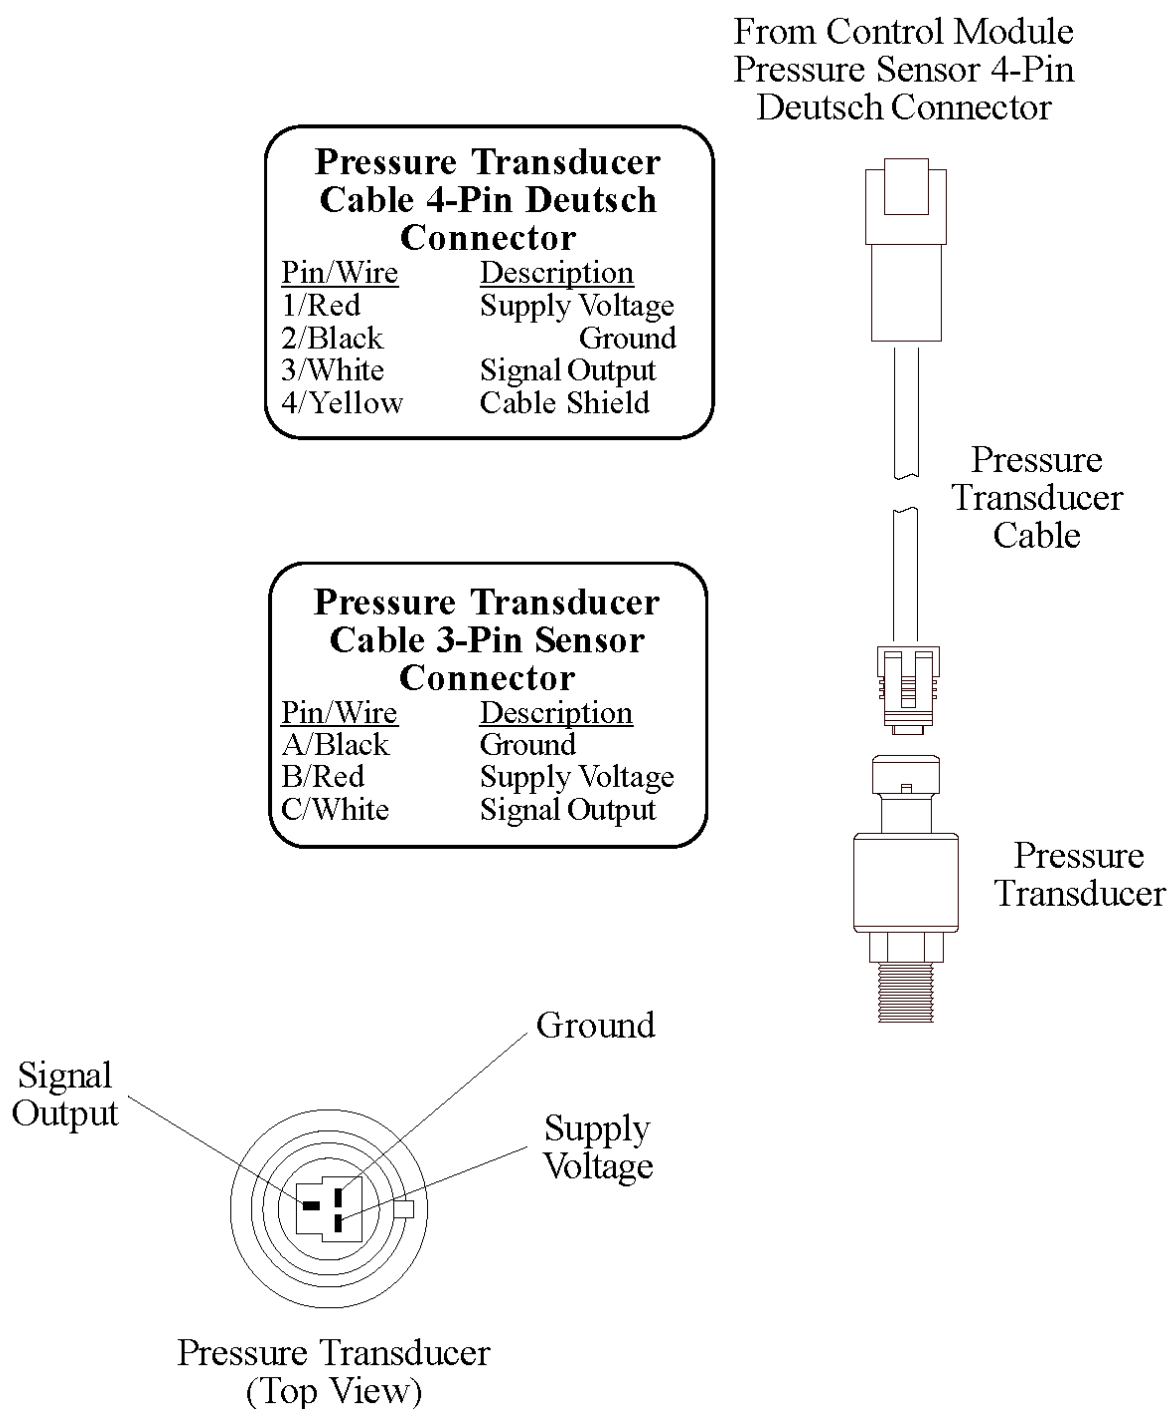 From Control Module
Pressure Sensor 4-Pin
Deutsch Connector
Pressure Transducer
Cable 4-Pin Deutsch
Connector
Pin/Wire Description
1/Red Supply Voltage
2/Black Ground
3/White Signal Output
4/Yellow Cable Shield
Pressure
Transducer
Cable
Pressure Transducer
Cable 3-Pin Sensor
Connector
Pin/Wire Description
A/Black Ground
B/Red Supply Voltage
C/White Signal Output
Pressure
Transducer
Ground
Signal
Output
Supply
Voltage
Pressure Transducer
(Top View)